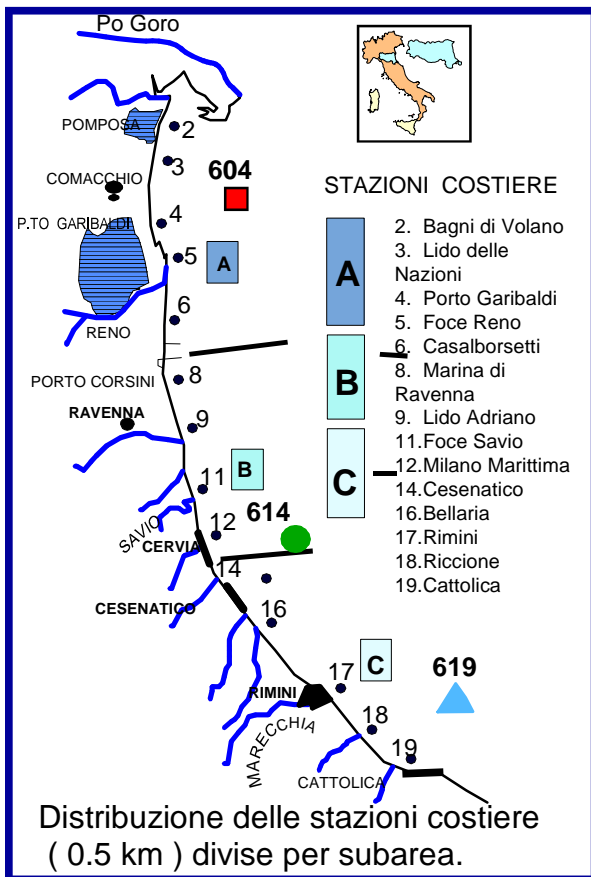 Po Goro
POMPOSA
2
3
604
COMACCHIO
STAZIONI COSTIERE
P.TO GARIBALDI
4
5
A
6
RENO
PORTO CORSINI
8
RAVENNA
9
11
B
SAVIO
12
614
CERVIA
14
CESENATICO
16
17
C
619
RIMINI
MARECCHIA
18
19
CATTOLICA
A
B
C
2. Bagni di Volano
3. Lido delle
Nazioni
4. Porto Garibaldi
5. Foce Reno
6. Casalborsetti
8. Marina di
Ravenna
9. Lido Adriano
11.Foce Savio
12.Milano Marittima
14.Cesenatico
16.Bellaria
17.Rimini
18.Riccione
19.Cattolica
Distribuzione delle stazioni costiere
( 0.5 km ) divise per subarea.